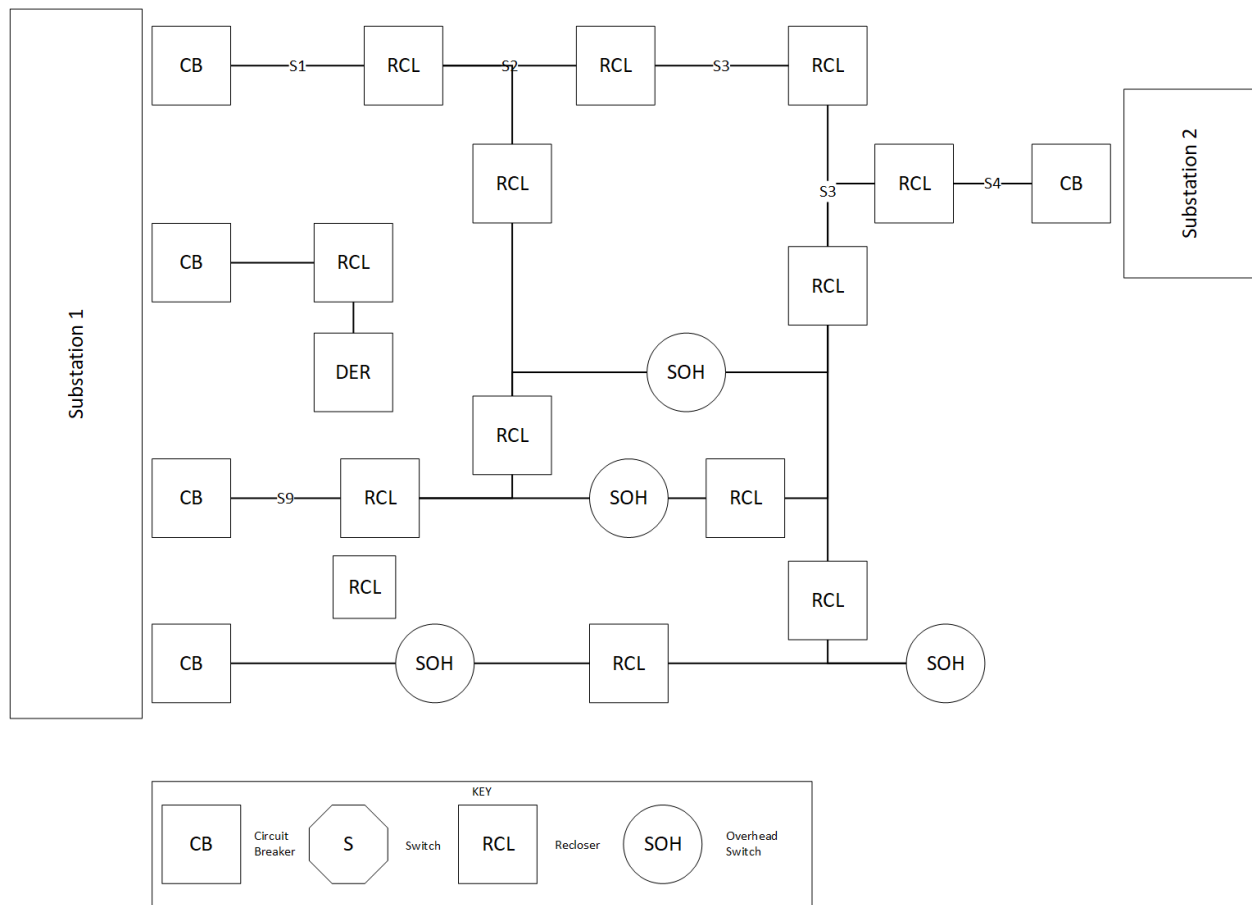 CB
S1
RCL
S2
RCL
S3
RCL
Substation 1
Substation 2
RCL
S3
RCL
S4
CB
CB
RCL
RCL
DER
SOH
RCL
CB
S9
RCL
SOH
RCL
RCL
RCL
CB
SOH
RCL
SOH
KEY
CB
Circuit
Breaker
S
Switch
RCL
Recloser
SOH
Overhead
Switch